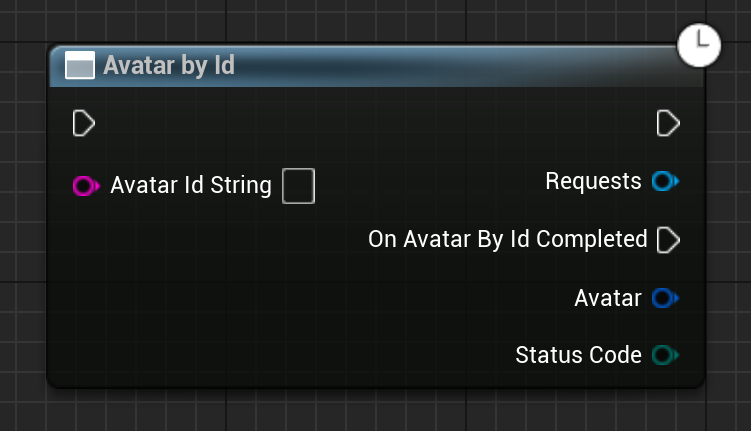 Avatar by Id
Avatar Id String
Requests
On Avatar By Id Completed
Avatar
Status Code